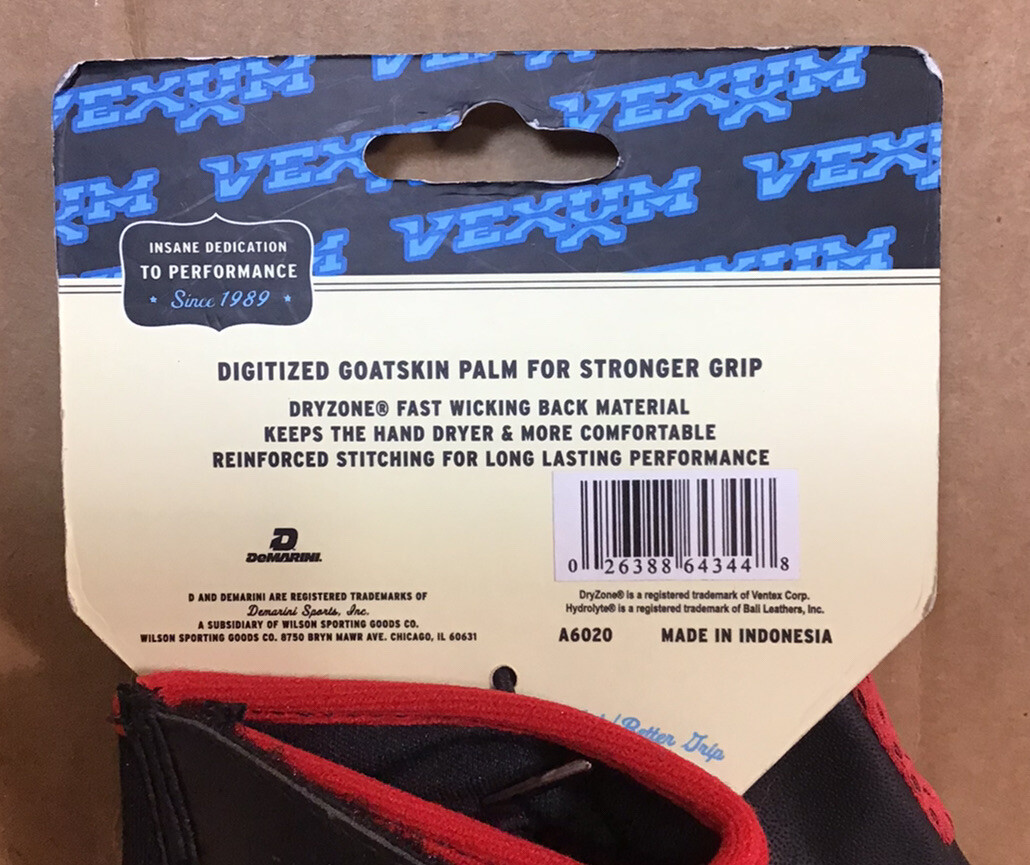 VEXUM
VEXUM
VEXUM
VEXUM
VEXUM
INSANE DEDICATION
TO PERFORMANCE
Since 1989
DIGITIZED GOATSKIN PALM FOR STRONGER GRIP
DRYZONE® FAST WICKING BACK MATERIAL
KEEPS THE HAND DRYER & MORE COMFORTABLE
REINFORCED STITCHING FOR LONG LASTING PERFORMANCE
0 26388 64344 8
D
DeMARINI.
D AND DEMARINI ARE REGISTERED TRADEMARKS OF
Demarini Sports, Inc.
A SUBSIDIARY OF WILSON SPORTING GOODS CO.
WILSON SPORTING GOODS CO. 8750 BRYN MAWR AVE. CHICAGO, IL 60631
DryZone® is a registered trademark of Ventex Corp.
Hydrolyte® is a registered trademark of Ball Leathers, Inc.
A6020 MADE IN INDONESIA
Better Grip